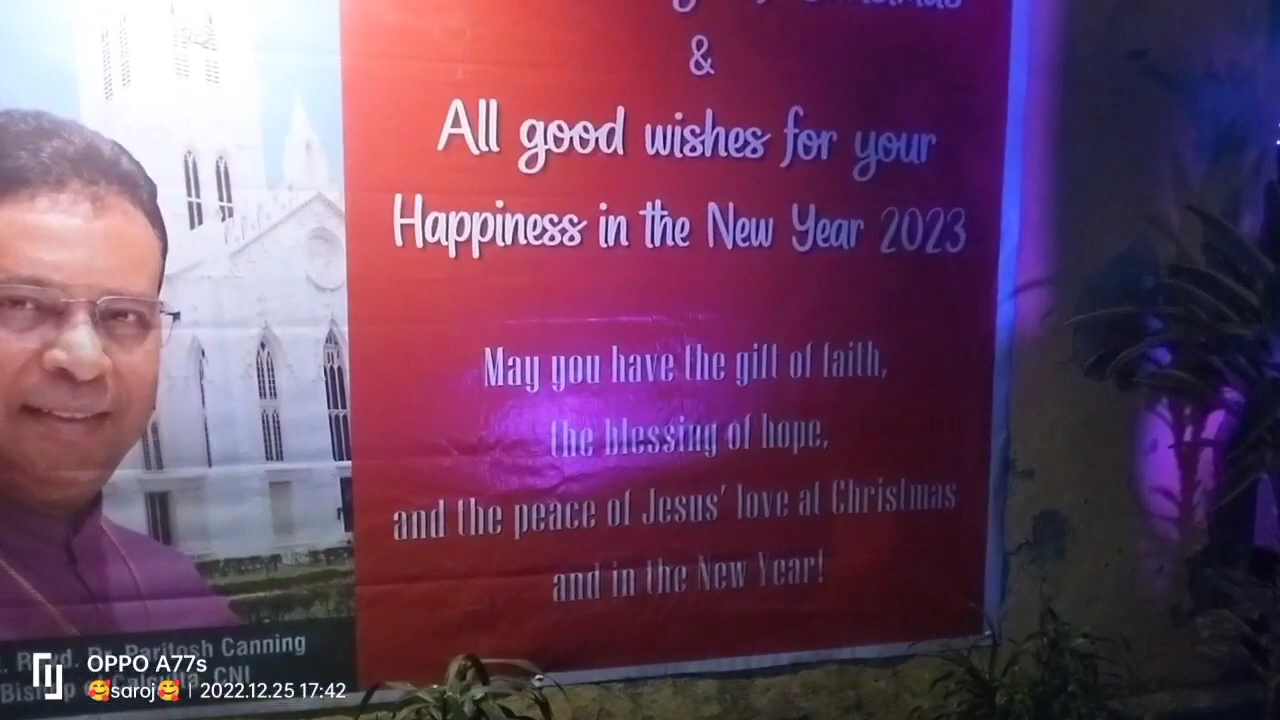 &
All good wishes for your
Happiness in the New Year 2023
May you have the gift of faith,
the blessing of hope,
and the peace of Jesus' love at Christmas
and in the New Year!
Paritosh Canning
CNI
OPPO A77s
🥰saroj🥰 | 2022.12.25 17:42